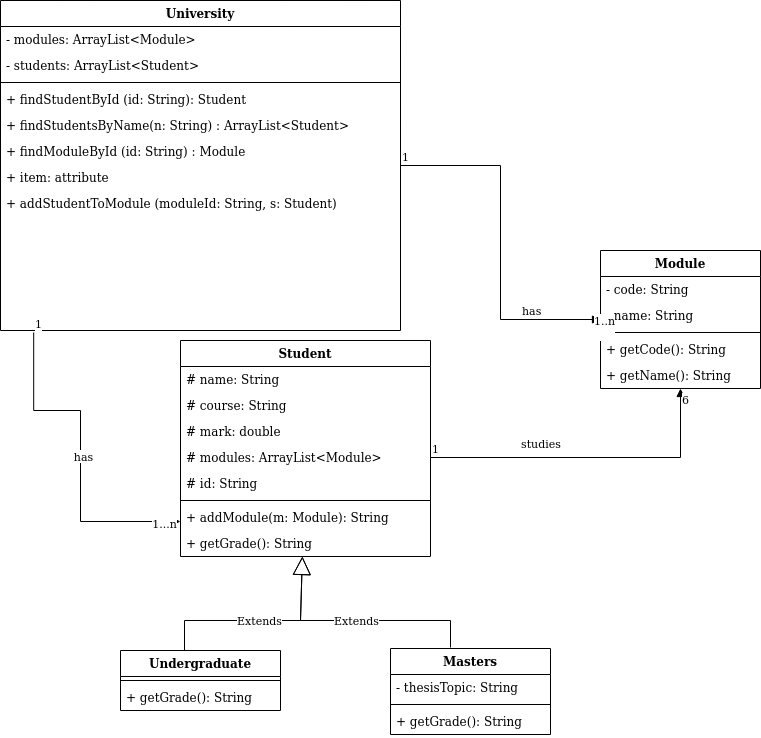 University
- modules: ArrayList<Module>
- students: ArrayList<Student>
+ findStudentById (id: String): Student
+ findStudentsByName(n: String) : ArrayList<Student>
+ findModuleById (id: String) : Module
+ item: attribute
+ addStudentToModule (moduleId: String, s: Student)
1
has
1..n
Module
- code: String
name: String
+ getCode(): String
+ getName(): String
1
has
1...n
Student
# name: String
# course: String
# mark: double
# modules: ArrayList<Module>
# id: String
+ addModule(m: Module): String
+ getGrade(): String
1
studies
6
Extends
Extends
Undergraduate
+ getGrade(): String
Masters
- thesisTopic: String
+ getGrade(): String